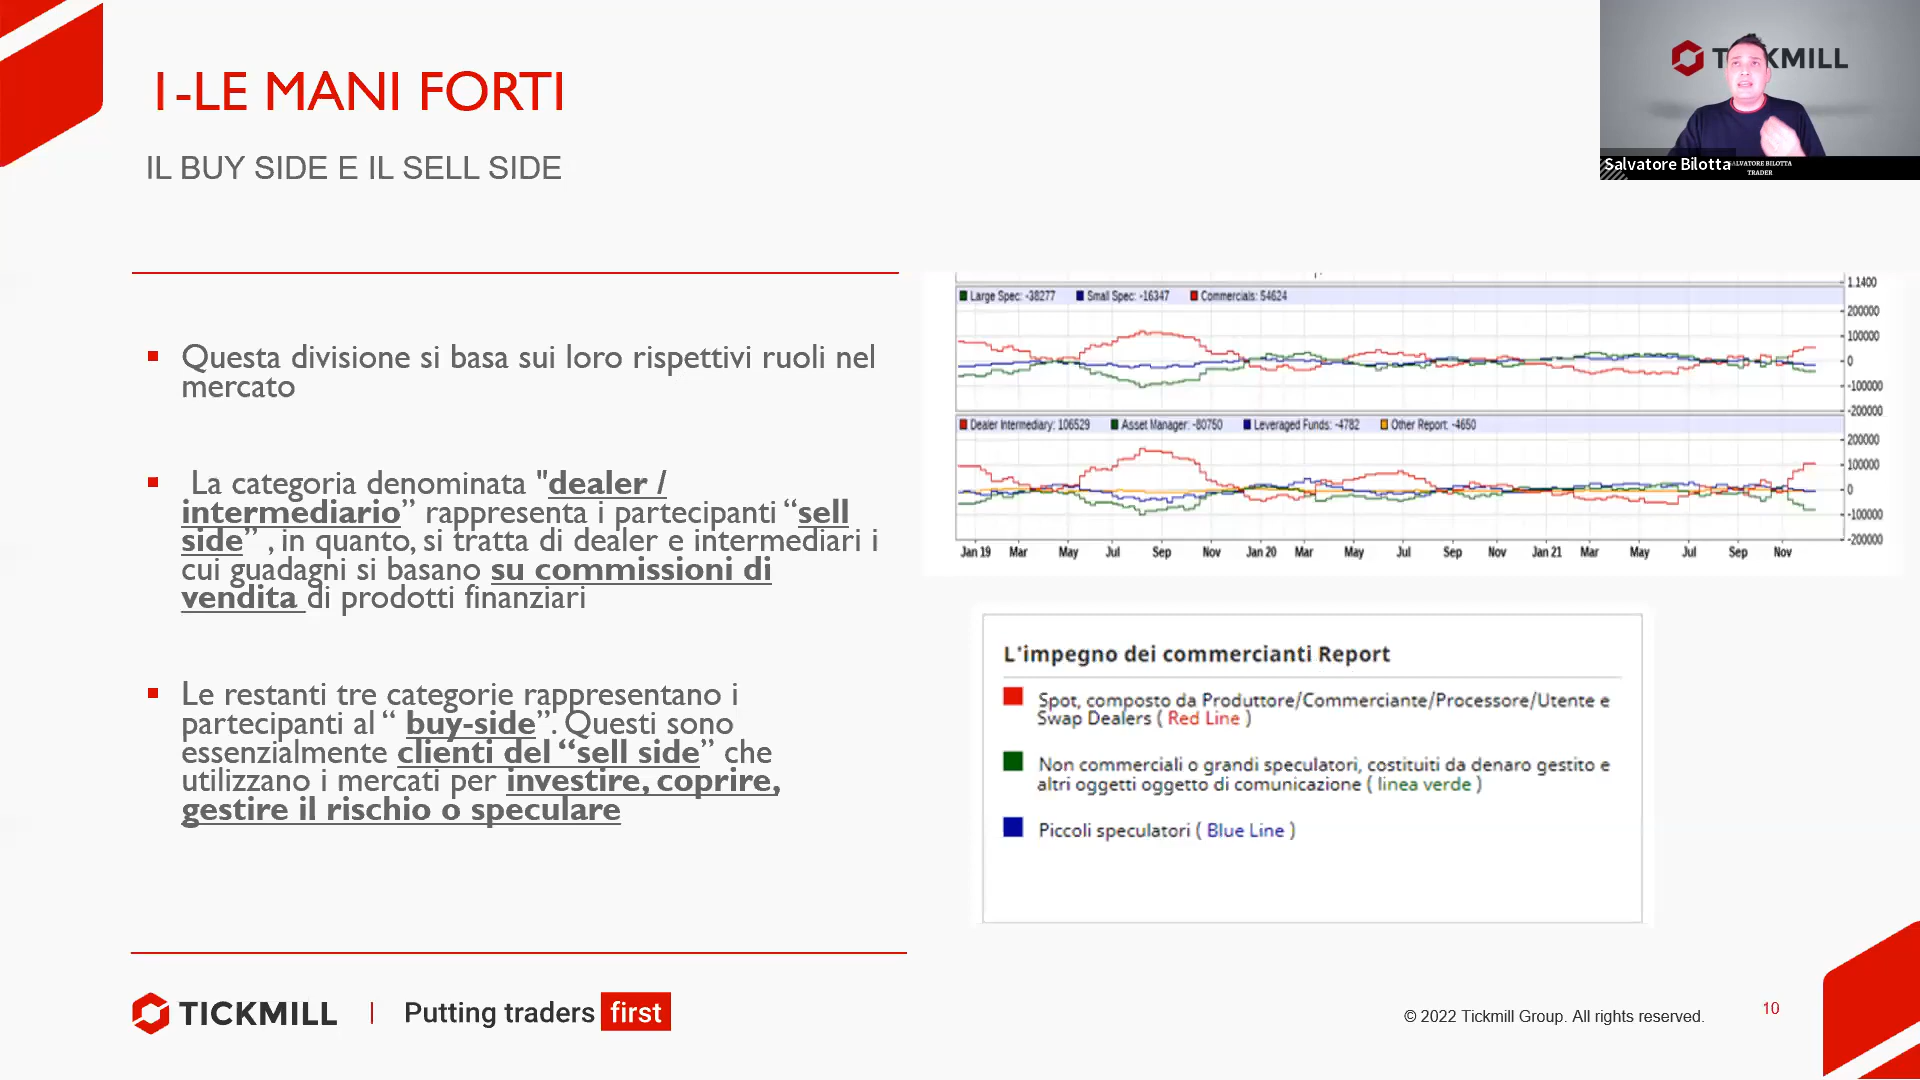 1-LE MANI FORTI
IL BUY SIDE E IL SELL SIDE
TICKMILL
Salvatore Bilotta
SALVATORE BILOTTA
TRADER
Questa divisione si basa sui loro rispettivi ruoli nel
mercato
La categoria denominata "dealer /
intermediario” rappresenta i partecipanti “sell
side” , in quanto, si tratta di dealer e intermediari i
cui guadagni si basano su commissioni di
vendita di prodotti finanziari
Le restanti tre categorie rappresentano i
partecipanti al “ buy-side”. Questi sono
essenzialmente clienti del “sell side” che
utilizzano i mercati per investire, coprire,
gestire il rischio o speculare
1.1400
Large Spec: -38277 Small Spec: -16347 Commercials: 54624
200000
100000
0
-100000
-200000
Dealer Intermediary: 106529 Asset Manager: -80750 Leveraged Funds: -4782 Other Report: -4650
200000
100000
0
-100000
-200000
Jan 19 Mar May Jul Sep Nov Jan 20 Mar May Jul Sep Nov Jan 21 Mar May Jul Sep Nov
L'impegno dei commercianti Report
Spot, composto da Produttore/Commerciante/Processore/Utente e
Swap Dealers ( Red Line )
Non commerciali o grandi speculatori, costituiti da denaro gestito e
altri oggetti oggetto di comunicazione ( linea verde )
Piccoli speculatori ( Blue Line )
TICKMILL | Putting traders first
© 2022 Tickmill Group. All rights reserved.
10